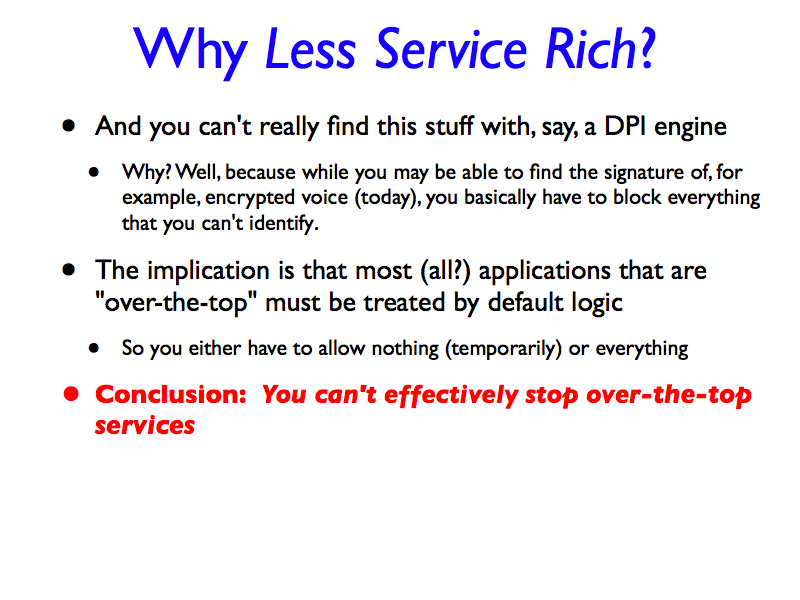 Why Less Service Rich?
• And you can't really find this stuff with, say, a DPI engine
• Why? Well, because while you may be able to find the signature of, for
example, encrypted voice (today), you basically have to block everything
that you can't identify.
• The implication is that most (all?) applications that are
"over-the-top" must be treated by default logic
• So you either have to allow nothing (temporarily) or everything
• Conclusion: You can't effectively stop over-the-top
services